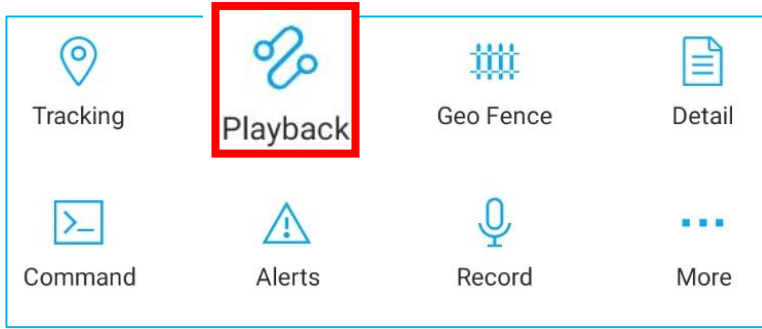 Tracking
Playback
Geo Fence
Detail
Command
Alerts
Record
More